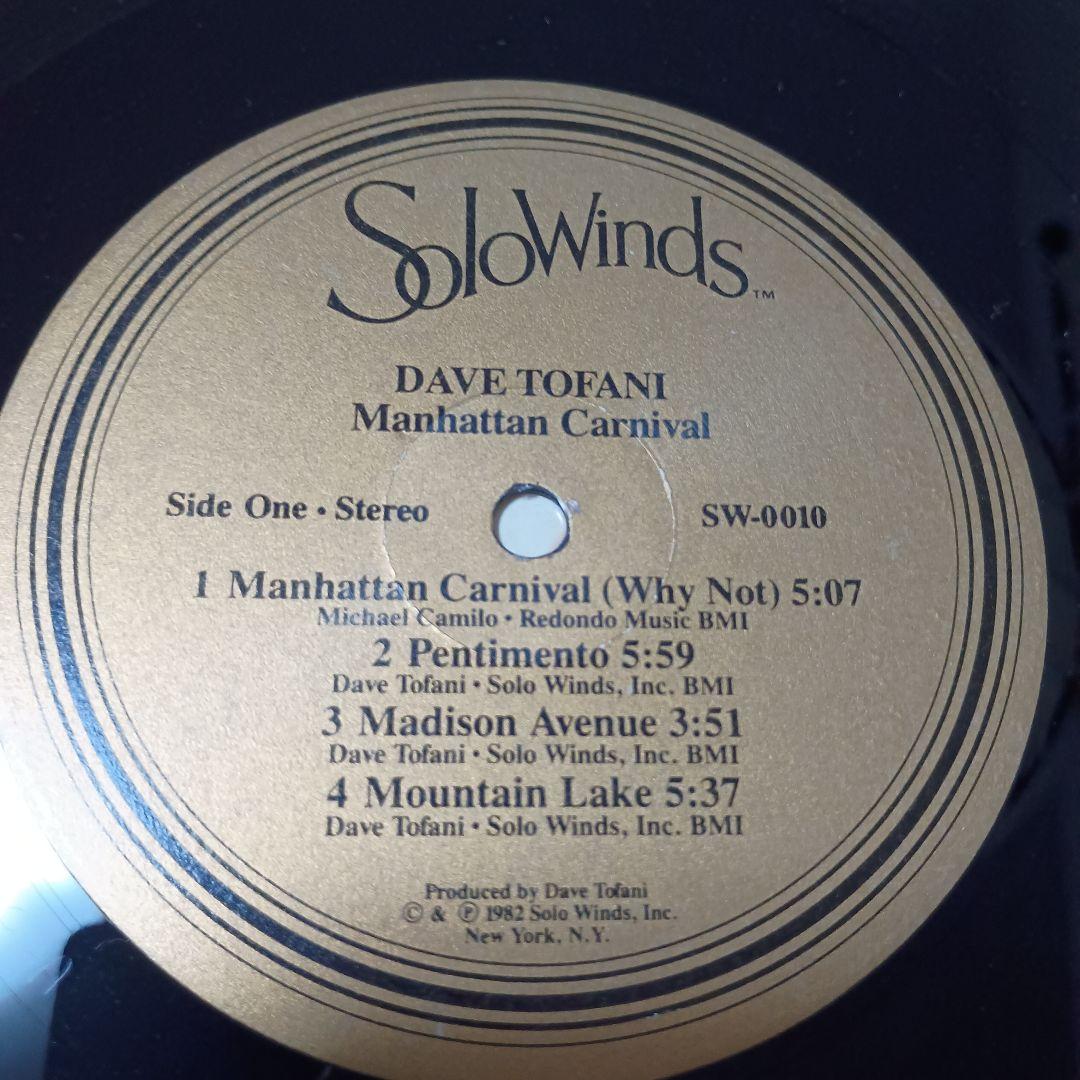 SoloWinds™
DAVE TOFANI
Manhattan Carnival
Side One • Stereo
SW-0010
1 Manhattan Carnival (Why Not) 5:07
Michael Camilo • Redondo Music BMI
2 Pentimento 5:59
Dave Tofani • Solo Winds, Inc. BMI
3 Madison Avenue 3:51
Dave Tofani • Solo Winds, Inc. BMI
4 Mountain Lake 5:37
Dave Tofani • Solo Winds, Inc. BMI
Produced by Dave Tofani
© & ℗ 1982 Solo Winds, Inc.
New York, N.Y.